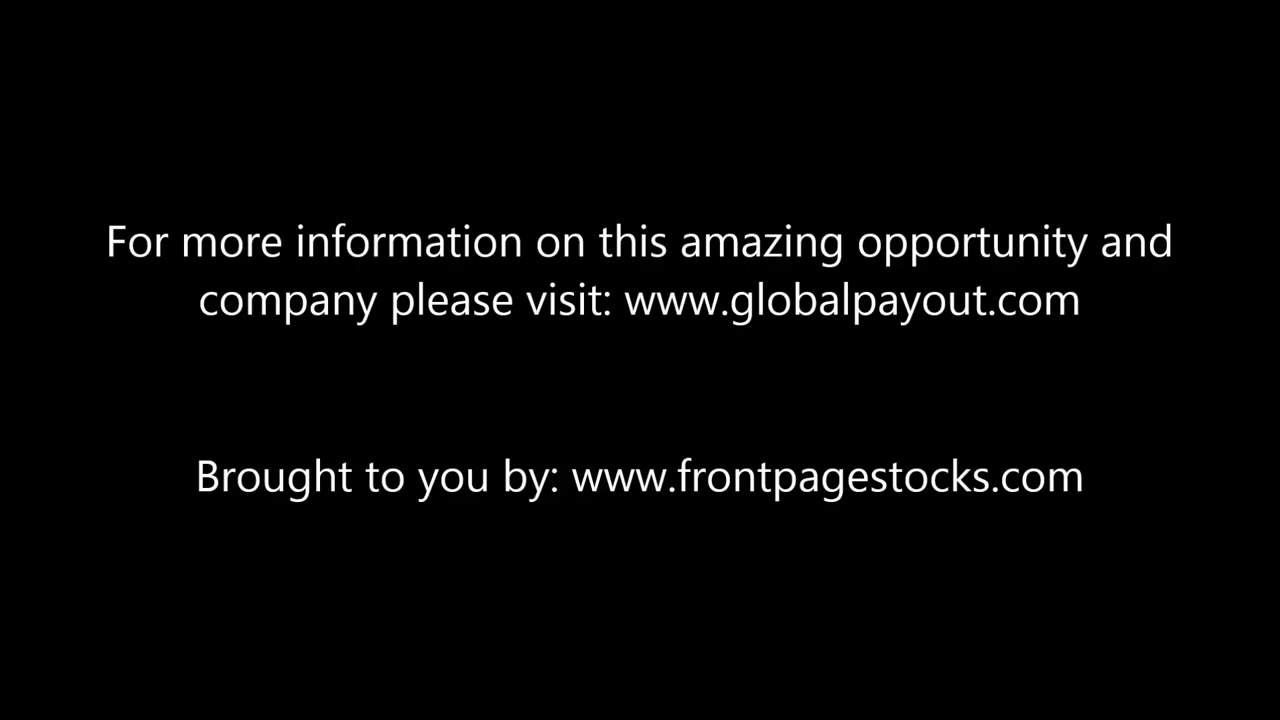 For more information on this amazing opportunity and
company please visit: www.globalpayout.com
Brought to you by: www.frontpagestocks.com